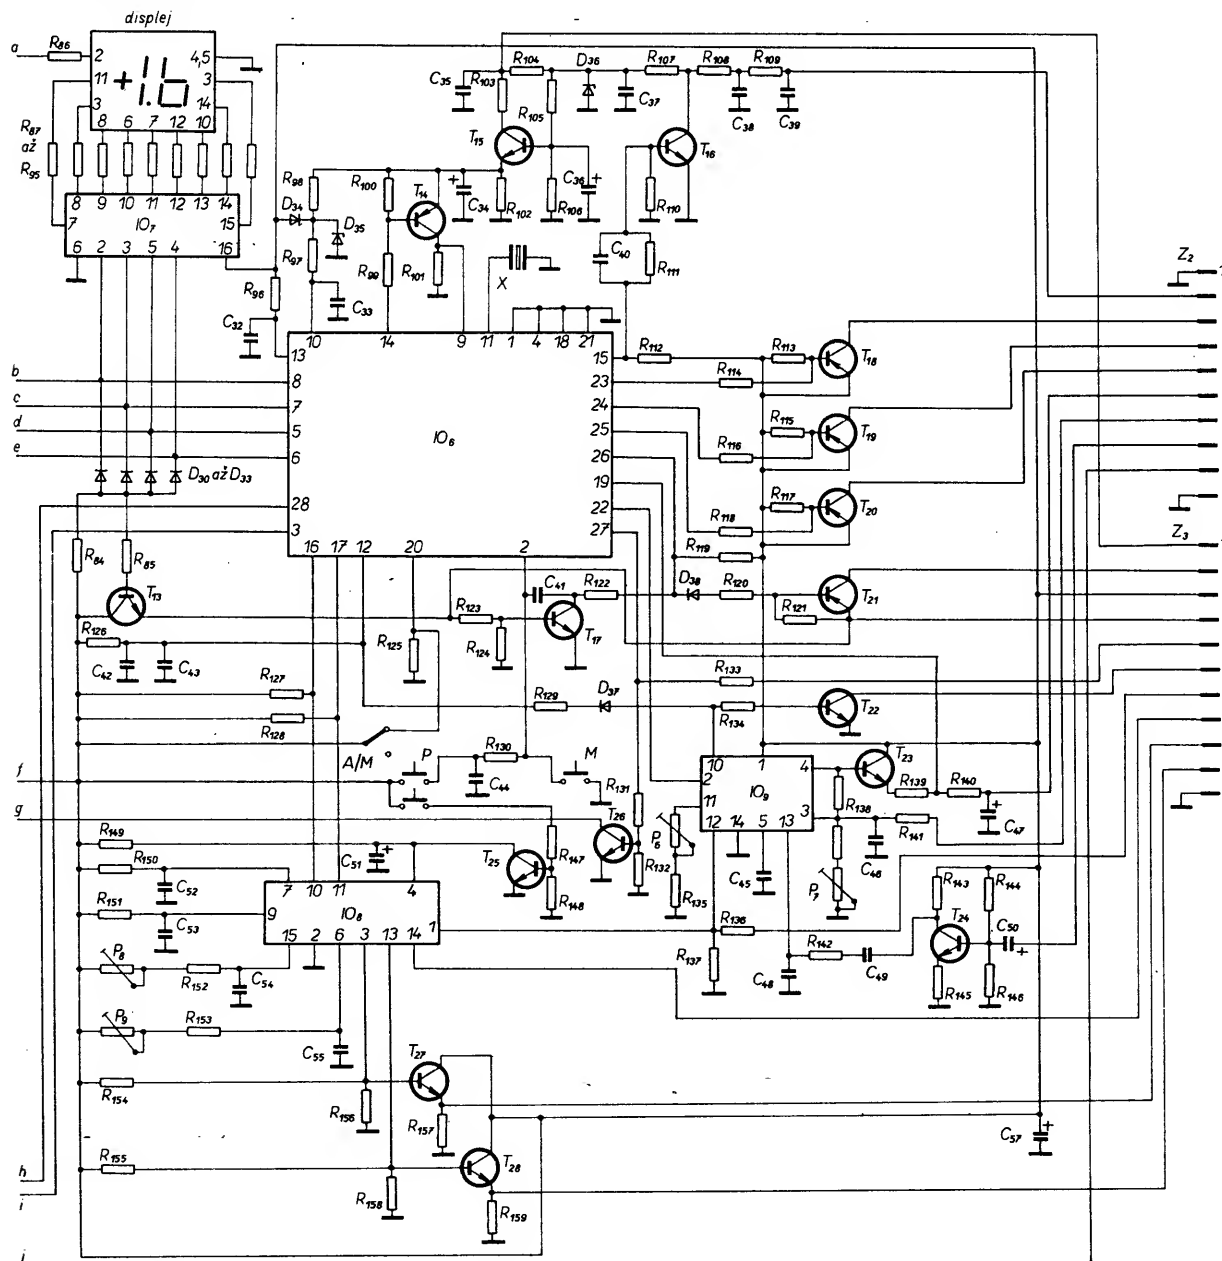 displej
a R86 2 4,5
11 +1.6 3
3 14
8 6 7 12 10
R87 až R95
8 9 10 11 12 13 14
7 IO7 15
6 2 3 5 4 16
C35 R103 R104 D36 R107 R108 R109
R105 C37 C38 C39
T15 T16
R98 R100 T14 C34 R102 R106 C36 R110
D34 D35
R97 R99 R101 X C40 R111
R96 C33
C32
Z2 1
10 14 9 11 1 4 18 21
13 15 R112 R113 T18
b 8 23 R114
c 7 24 R115 T19
d 5 IO6 25 R116
e 6 26
D30 až D33 19 R117 T20
28 22 R118
3 27 R119
Z3 1
16 17 12 20 2
R84 R85 D38 R120
T13 C41 R122 R121 T21
R123 T17
R126 R124
C42 C43 R125
R127 R133
R128 R129 D37 R134 T22
A/M P R130 M
f C44 R131
10 1 4 T23
2 IO9 R139 R140
11 R138
g 12 14 5 13 3
T26 P6 R141 C47
R149 C51 T25 R147 R132 C46
R150 C52 R148 R135 C45 P7
7 10 11 4
R151 C53 9 IO8 1 R136 R143 R144
15 2 6 3 13 14 T24 C50
P8 R152 C54 R137 C48 R142 C49 R145 R146
P9 R153 C55
T27
R154 R156 R157
C57
T28
h R155
i R158 R159
j